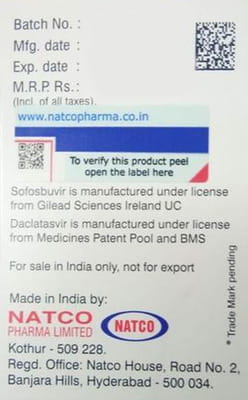 Batch No. :
Mfg. date :
Exp. date :
M.R.P. Rs.:
(Incl. of all taxes).
www.natcopharma.co.in
To verify this product peel
open the label here
Sofosbuvir is manufactured under license
from Gilead Sciences Ireland UC
Daclatasvir is manufactured under license
from Medicines Patent Pool and BMS
For sale in India only, not for export
* Trade Mark pending
Made in India by:
NATCO
PHARMA LIMITED
NATCO
Kothur - 509 228.
Regd. Office: Natco House, Road No. 2,
Banjara Hills, Hyderabad - 500 034.